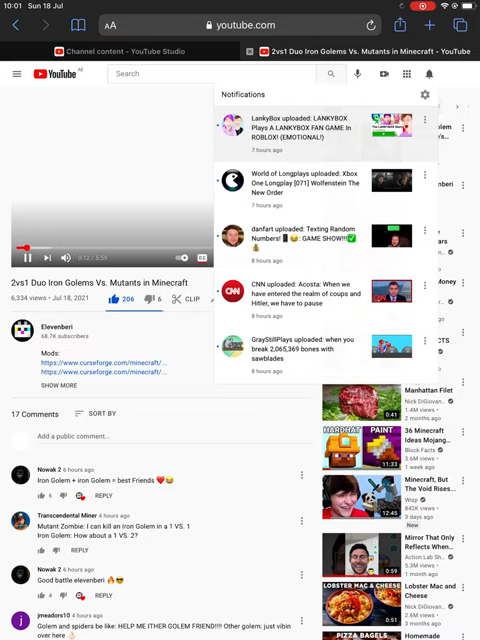 10:01 Sun 18 Jul
AA
youtube.com
Channel content - YouTube Studio
2vs1 Duo Iron Golems Vs. Mutants in Minecraft - YouTube
YouTube AE
Search
Notifications
LankyBox uploaded: LANKYBOX
Plays A LANKYBOX FAN GAME In
ROBLOX! (EMOTIONAL!)
7 hours ago
World of Longplays uploaded: Xbox
One Longplay [071] Wolfenstein The
New Order
7 hours ago
danfart uploaded: Texting Random
Numbers!📱😂: GAME SHOW!!!✅
💰
8 hours ago
CNN
CNN uploaded: Acosta: When we
have entered the realm of coups and
Hitler, we have to pause
8 hours ago
GrayStillPlays uploaded: when you
break 2,065,369 bones with
sawblades
8 hours ago
0:12 / 5:59
CC
2vs1 Duo Iron Golems Vs. Mutants in Minecraft
6,334 views • Jul 18, 2021
206
6
CLIP
Elevenberi
68.7K subscribers
Mods:
https://www.curseforge.com/minecraft/...
https://www.curseforge.com/minecraft/...
SHOW MORE
17 Comments
SORT BY
Add a public comment...
Nowak 2 6 hours ago
Iron Golem + iron Golem = best Friends ❤️😂
6
REPLY
Transcendental Miner 4 hours ago
Mutant Zombie: I can kill an Iron Golem in a 1 VS. 1
Iron Golem: How about a 1 VS. 2?
REPLY
Nowak 2 6 hours ago
Good battle elevenberi 🔥😎
4
REPLY
j
jmeadors10 4 hours ago
Golem and spiders be like: HELP ME ITHER GOLEM FRIEND!!!! Other golem: just vibin
over here 👌🏻
Manhattan Filet
Nick DiGiovan...
1.4M views •
2 months ago
0:41
HARDHAT PAINT
11:33
36 Minecraft
Ideas Mojang...
Block Facts
3.6M views •
1 week ago
12:45
Minecraft, But
The Void Rises...
Wisp
842K views •
3 days ago
New
0:59
Mirror That Only
Reflects When...
Action Lab Sh...
5.3M views •
1 month ago
LOBSTER MAC & CHEESE
0:51
Lobster Mac and
Cheese
Nick DiGiovan...
3.6M views •
2 months ago
PIZZA BAGELS
Homemade